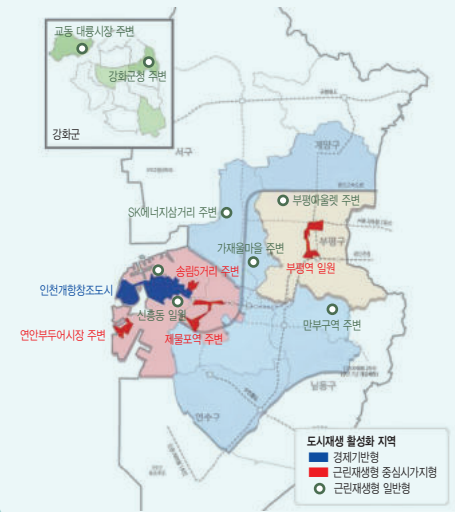 교동 대룡시장 주변
강화군청 주변
강화군
서구
계양구
SK에너지삼거리 주변
부평아울렛 주변
부평구
가재울마을 주변
송림5거리 주변
부평역 일원
인천개항창조도시
신흥동 일원
연안부두어시장 주변
제물포역 주변
만부구역 주변
남동구
연수구
도시재생 활성화 지역
경제기반형
근린재생형 중심시가지형
근린재생형 일반형